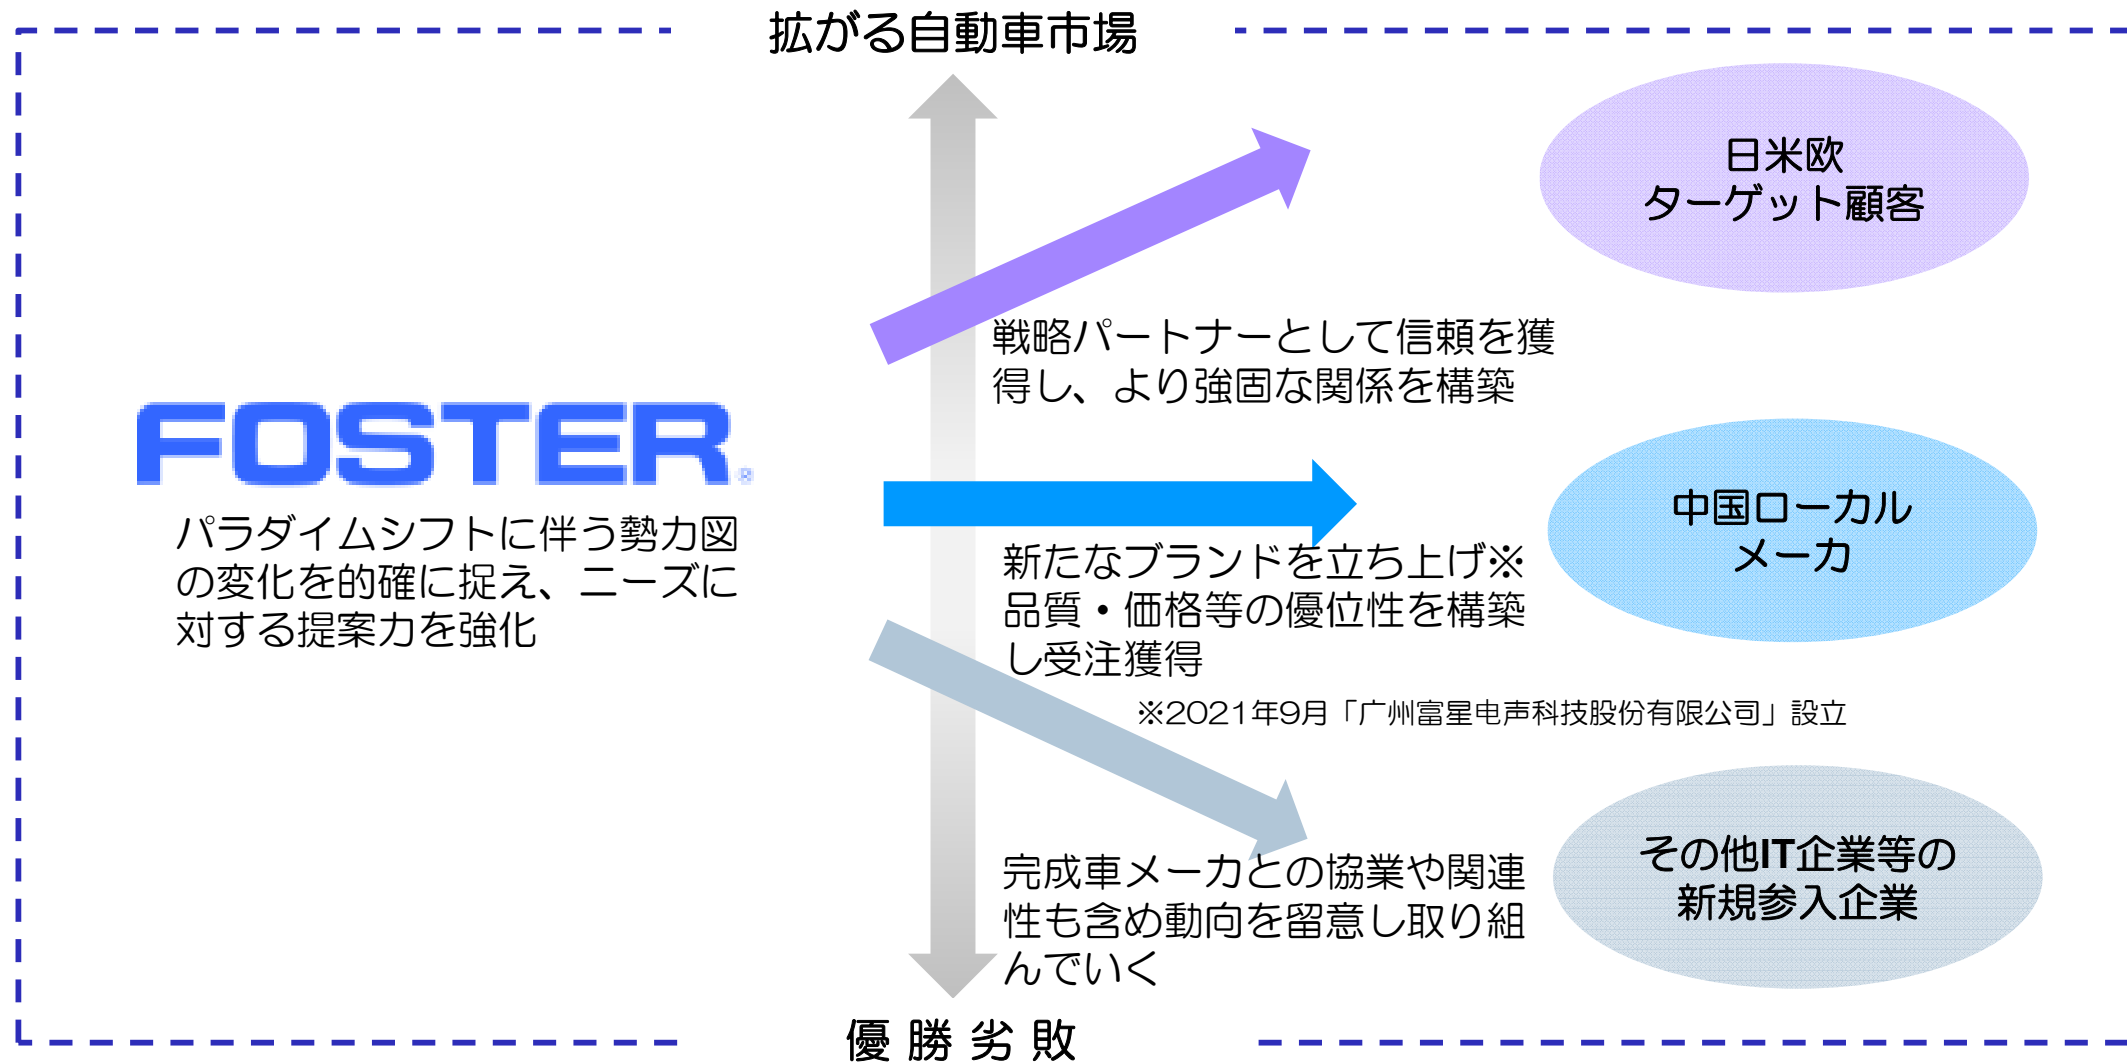 拡がる自動車市場
日米欧
ターゲット顧客
戦略パートナーとして信頼を獲
得し、より強固な関係を構築
FOSTER®
パラダイムシフトに伴う勢力図
の変化を的確に捉え、ニーズに
対する提案力を強化
中国ローカル
メーカ
新たなブランドを立ち上げ※
品質・価格等の優位性を構築
し受注獲得
※2021年9月「广州富星电声科技股份有限公司」設立
その他IT企業等の
新規参入企業
完成車メーカとの協業や関連
性も含め動向を留意し取り組
んでいく
優 勝 劣 敗